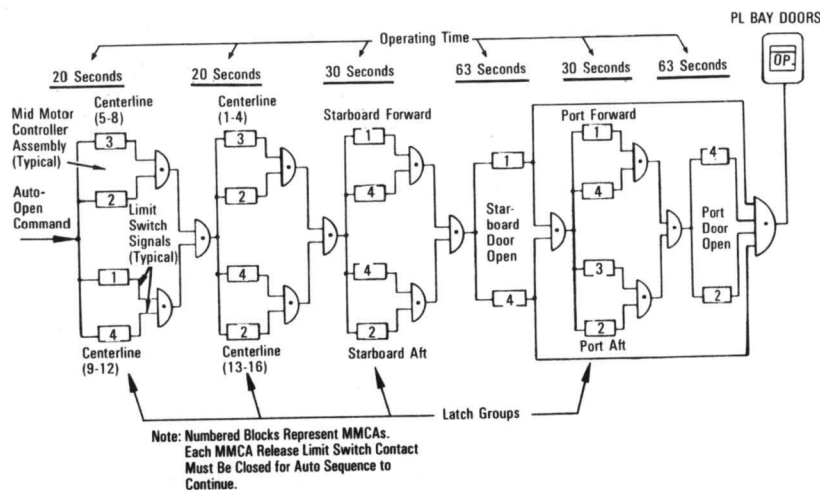 PL BAY DOORS
OP.
Operating Time
20 Seconds
20 Seconds
30 Seconds
63 Seconds
30 Seconds
63 Seconds
Mid Motor
Controller
Assembly
(Typical)
Auto-
Open
Command
Centerline
(5-8)
3
2
Limit
Switch
Signals
(Typical)
1
4
Centerline
(9-12)
Centerline
(1-4)
3
2
4
2
Centerline
(13-16)
Starboard Forward
1
4
4
2
Starboard Aft
1
Star-
board
Door
Open
4
Port Forward
1
4
3
2
Port Aft
4
Port
Door
Open
2
Latch Groups
Note: Numbered Blocks Represent MMCAs.
Each MMCA Release Limit Switch Contact
Must Be Closed for Auto Sequence to
Continue.